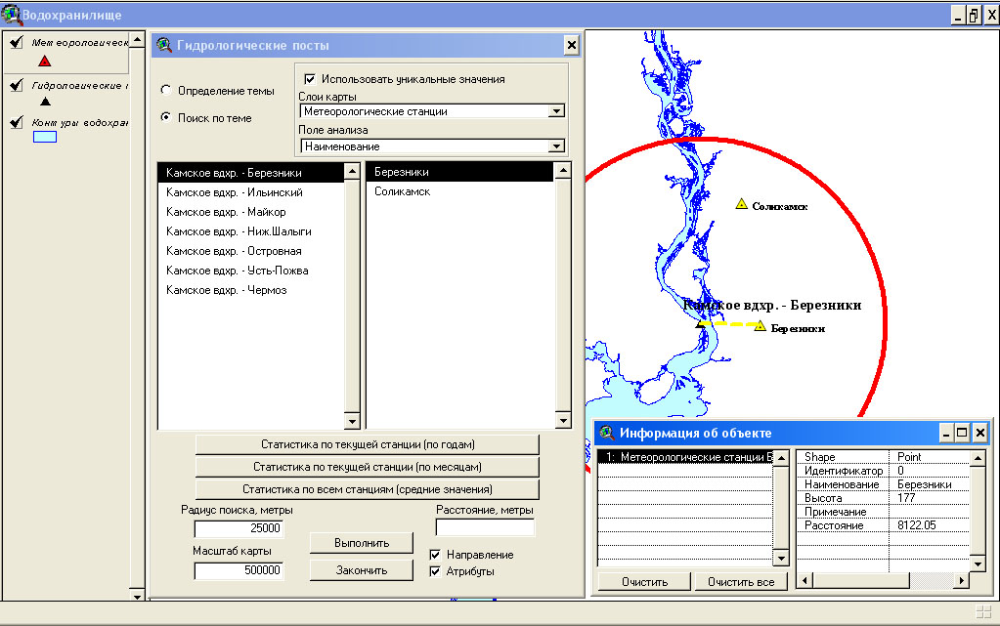 Водохранилище
Метеорологическ
Гидрологические п
Контуры водохран
Гидрологические посты
Определение темы
Поиск по теме
Использовать уникальные значения
Слои карты
Метеорологические станции
Поле анализа
Наименование
Камское вдхр. - Березники
Камское вдхр. - Ильинский
Камское вдхр. - Майкор
Камское вдхр. - Ниж.Шалыги
Камское вдхр. - Островная
Камское вдхр. - Усть-Пожва
Камское вдхр. - Чермоз
Березники
Соликамск
Статистика по текущей станции (по годам)
Статистика по текущей станции (по месяцам)
Статистика по всем станциям (средние значения)
Радиус поиска, метры
25000
Масштаб карты
500000
Выполнить
Закончить
Расстояние, метры
Направление
Атрибуты
Соликамск
Камское вдхр. - Березники
Березники
Информация об объекте
1: Метеорологические станции Б
Shape Point
Идентификатор 0
Наименование Березники
Высота 177
Примечание
Расстояние 8122.05
Очистить
Очистить все